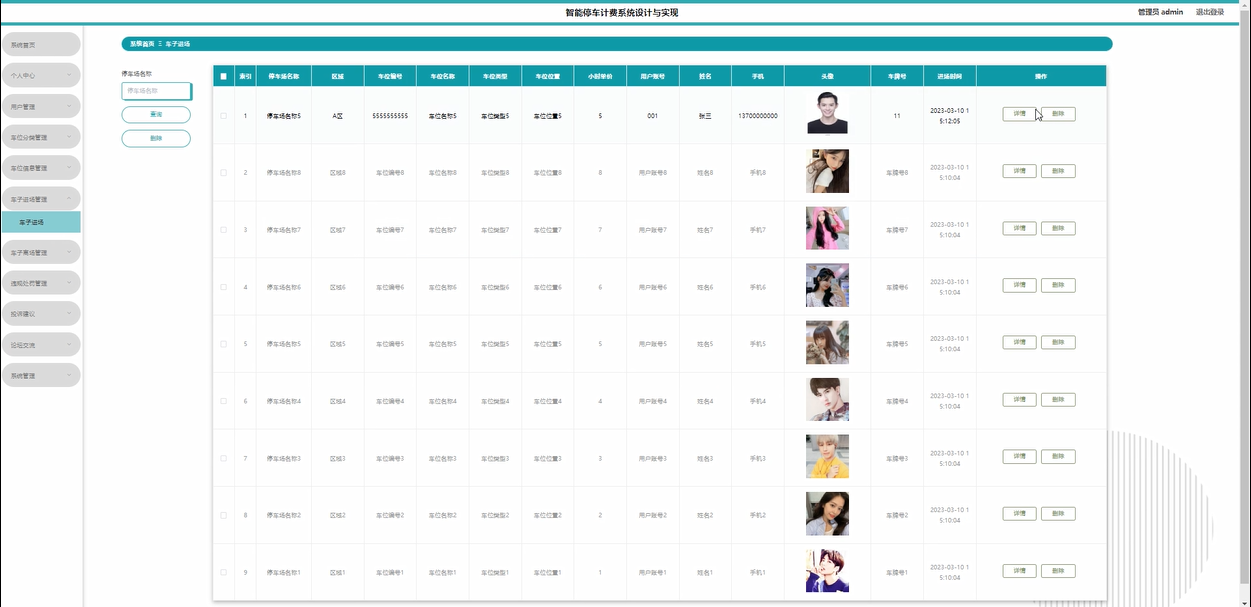 智能停车计费系统设计与实现
管理员 admin 退出登录
系统首页
个人中心
用户管理
车位分类管理
车位信息管理
车子进场管理
车子进场
车子离场管理
违规处罚管理
投诉建议
论坛交流
系统管理
系统首页 Ξ 车子进场
停车场名称
停车场名称
查询
删除
索引 停车场名称 区域 车位编号 车位名称 车位类型 车位位置 小时单价 用户账号 姓名 手机 头像 车牌号 进场时间 操作
1 停车场名称5 A区 5555555555 车位名称5 车位类型5 车位位置5 5 001 张三 13700000000 11 2023-03-10 1
5:12:05 详情 删除
2 停车场名称8 区域8 车位编号8 车位名称8 车位类型8 车位位置8 8 用户账号8 姓名8 手机8 车牌号8 2023-03-10 1
5:10:04 详情 删除
3 停车场名称7 区域7 车位编号7 车位名称7 车位类型7 车位位置7 7 用户账号7 姓名7 手机7 车牌号7 2023-03-10 1
5:10:04 详情 删除
4 停车场名称6 区域6 车位编号6 车位名称6 车位类型6 车位位置6 6 用户账号6 姓名6 手机6 车牌号6 2023-03-10 1
5:10:04 详情 删除
5 停车场名称5 区域5 车位编号5 车位名称5 车位类型5 车位位置5 5 用户账号5 姓名5 手机5 车牌号5 2023-03-10 1
5:10:04 详情 删除
6 停车场名称4 区域4 车位编号4 车位名称4 车位类型4 车位位置4 4 用户账号4 姓名4 手机4 车牌号4 2023-03-10 1
5:10:04 详情 删除
7 停车场名称3 区域3 车位编号3 车位名称3 车位类型3 车位位置3 3 用户账号3 姓名3 手机3 车牌号3 2023-03-10 1
5:10:04 详情 删除
8 停车场名称2 区域2 车位编号2 车位名称2 车位类型2 车位位置2 2 用户账号2 姓名2 手机2 车牌号2 2023-03-10 1
5:10:04 详情 删除
9 停车场名称1 区域1 车位编号1 车位名称1 车位类型1 车位位置1 1 用户账号1 姓名1 手机1 车牌号1 2023-03-10 1
5:10:04 详情 删除